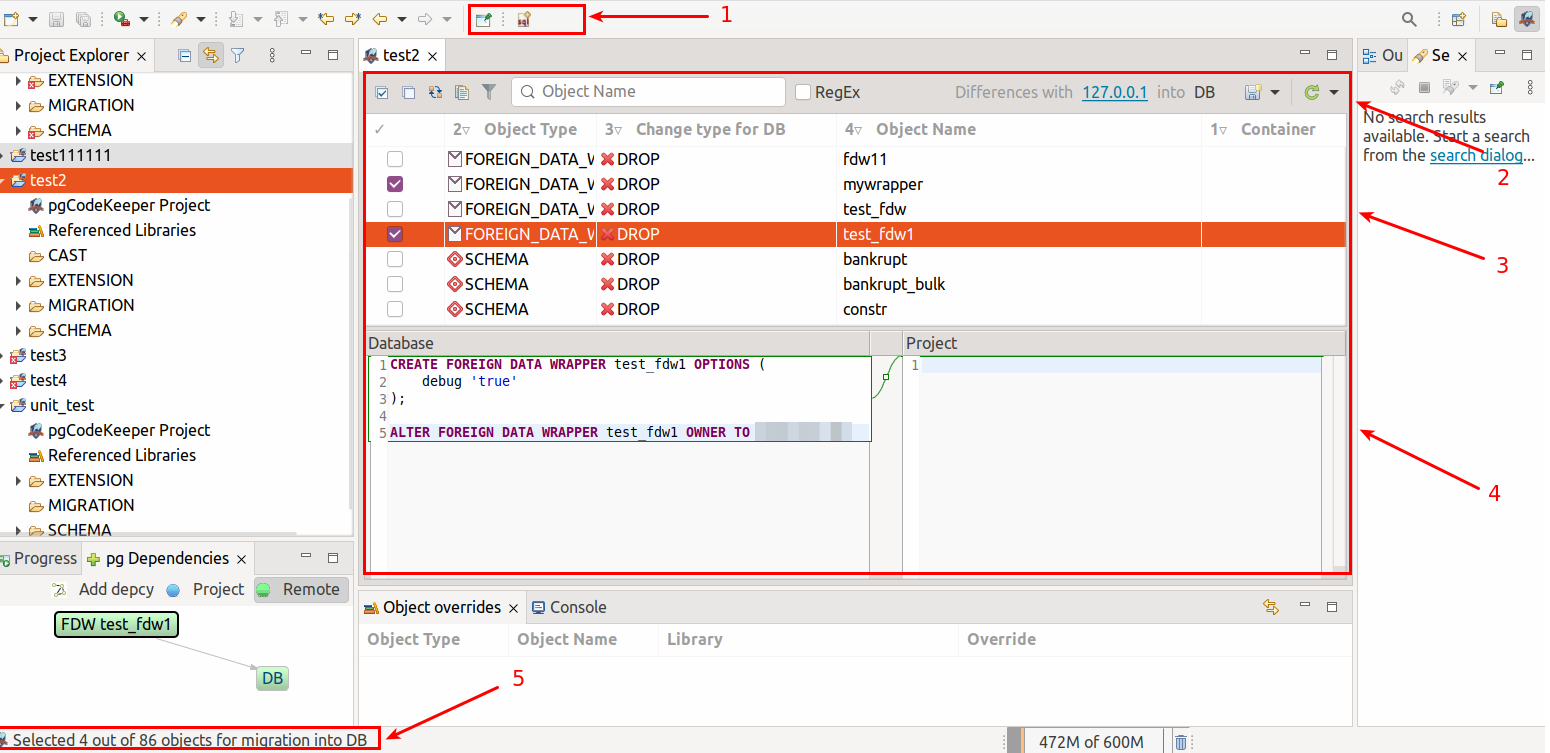 1
Project Explorer
EXTENSION
MIGRATION
SCHEMA
test111111
test2
pgCodeKeeper Project
Referenced Libraries
CAST
EXTENSION
MIGRATION
SCHEMA
test3
test4
unit_test
pgCodeKeeper Project
Referenced Libraries
EXTENSION
MIGRATION
SCHEMA
test2
Object Name RegEx Differences with 127.0.0.1 into DB
2 Object Type 3 Change type for DB 4 Object Name 1 Container
FOREIGN_DATA_W DROP fdw11
FOREIGN_DATA_W DROP mywrapper
FOREIGN_DATA_W DROP test_fdw
FOREIGN_DATA_W DROP test_fdw1
SCHEMA DROP bankrupt
SCHEMA DROP bankrupt_bulk
SCHEMA DROP constr
Database Project
1 CREATE FOREIGN DATA WRAPPER test_fdw1 OPTIONS (
2 debug 'true'
3 );
4
5 ALTER FOREIGN DATA WRAPPER test_fdw1 OWNER TO
1
Ou Se
No search results
available. Start a search
from the search dialog...
2
3
4
Progress pg Dependencies
Add depcy Project Remote
FDW test_fdw1
DB
Object overrides Console
Object Type Object Name Library Override
5
Selected 4 out of 86 objects for migration into DB
472M of 600M